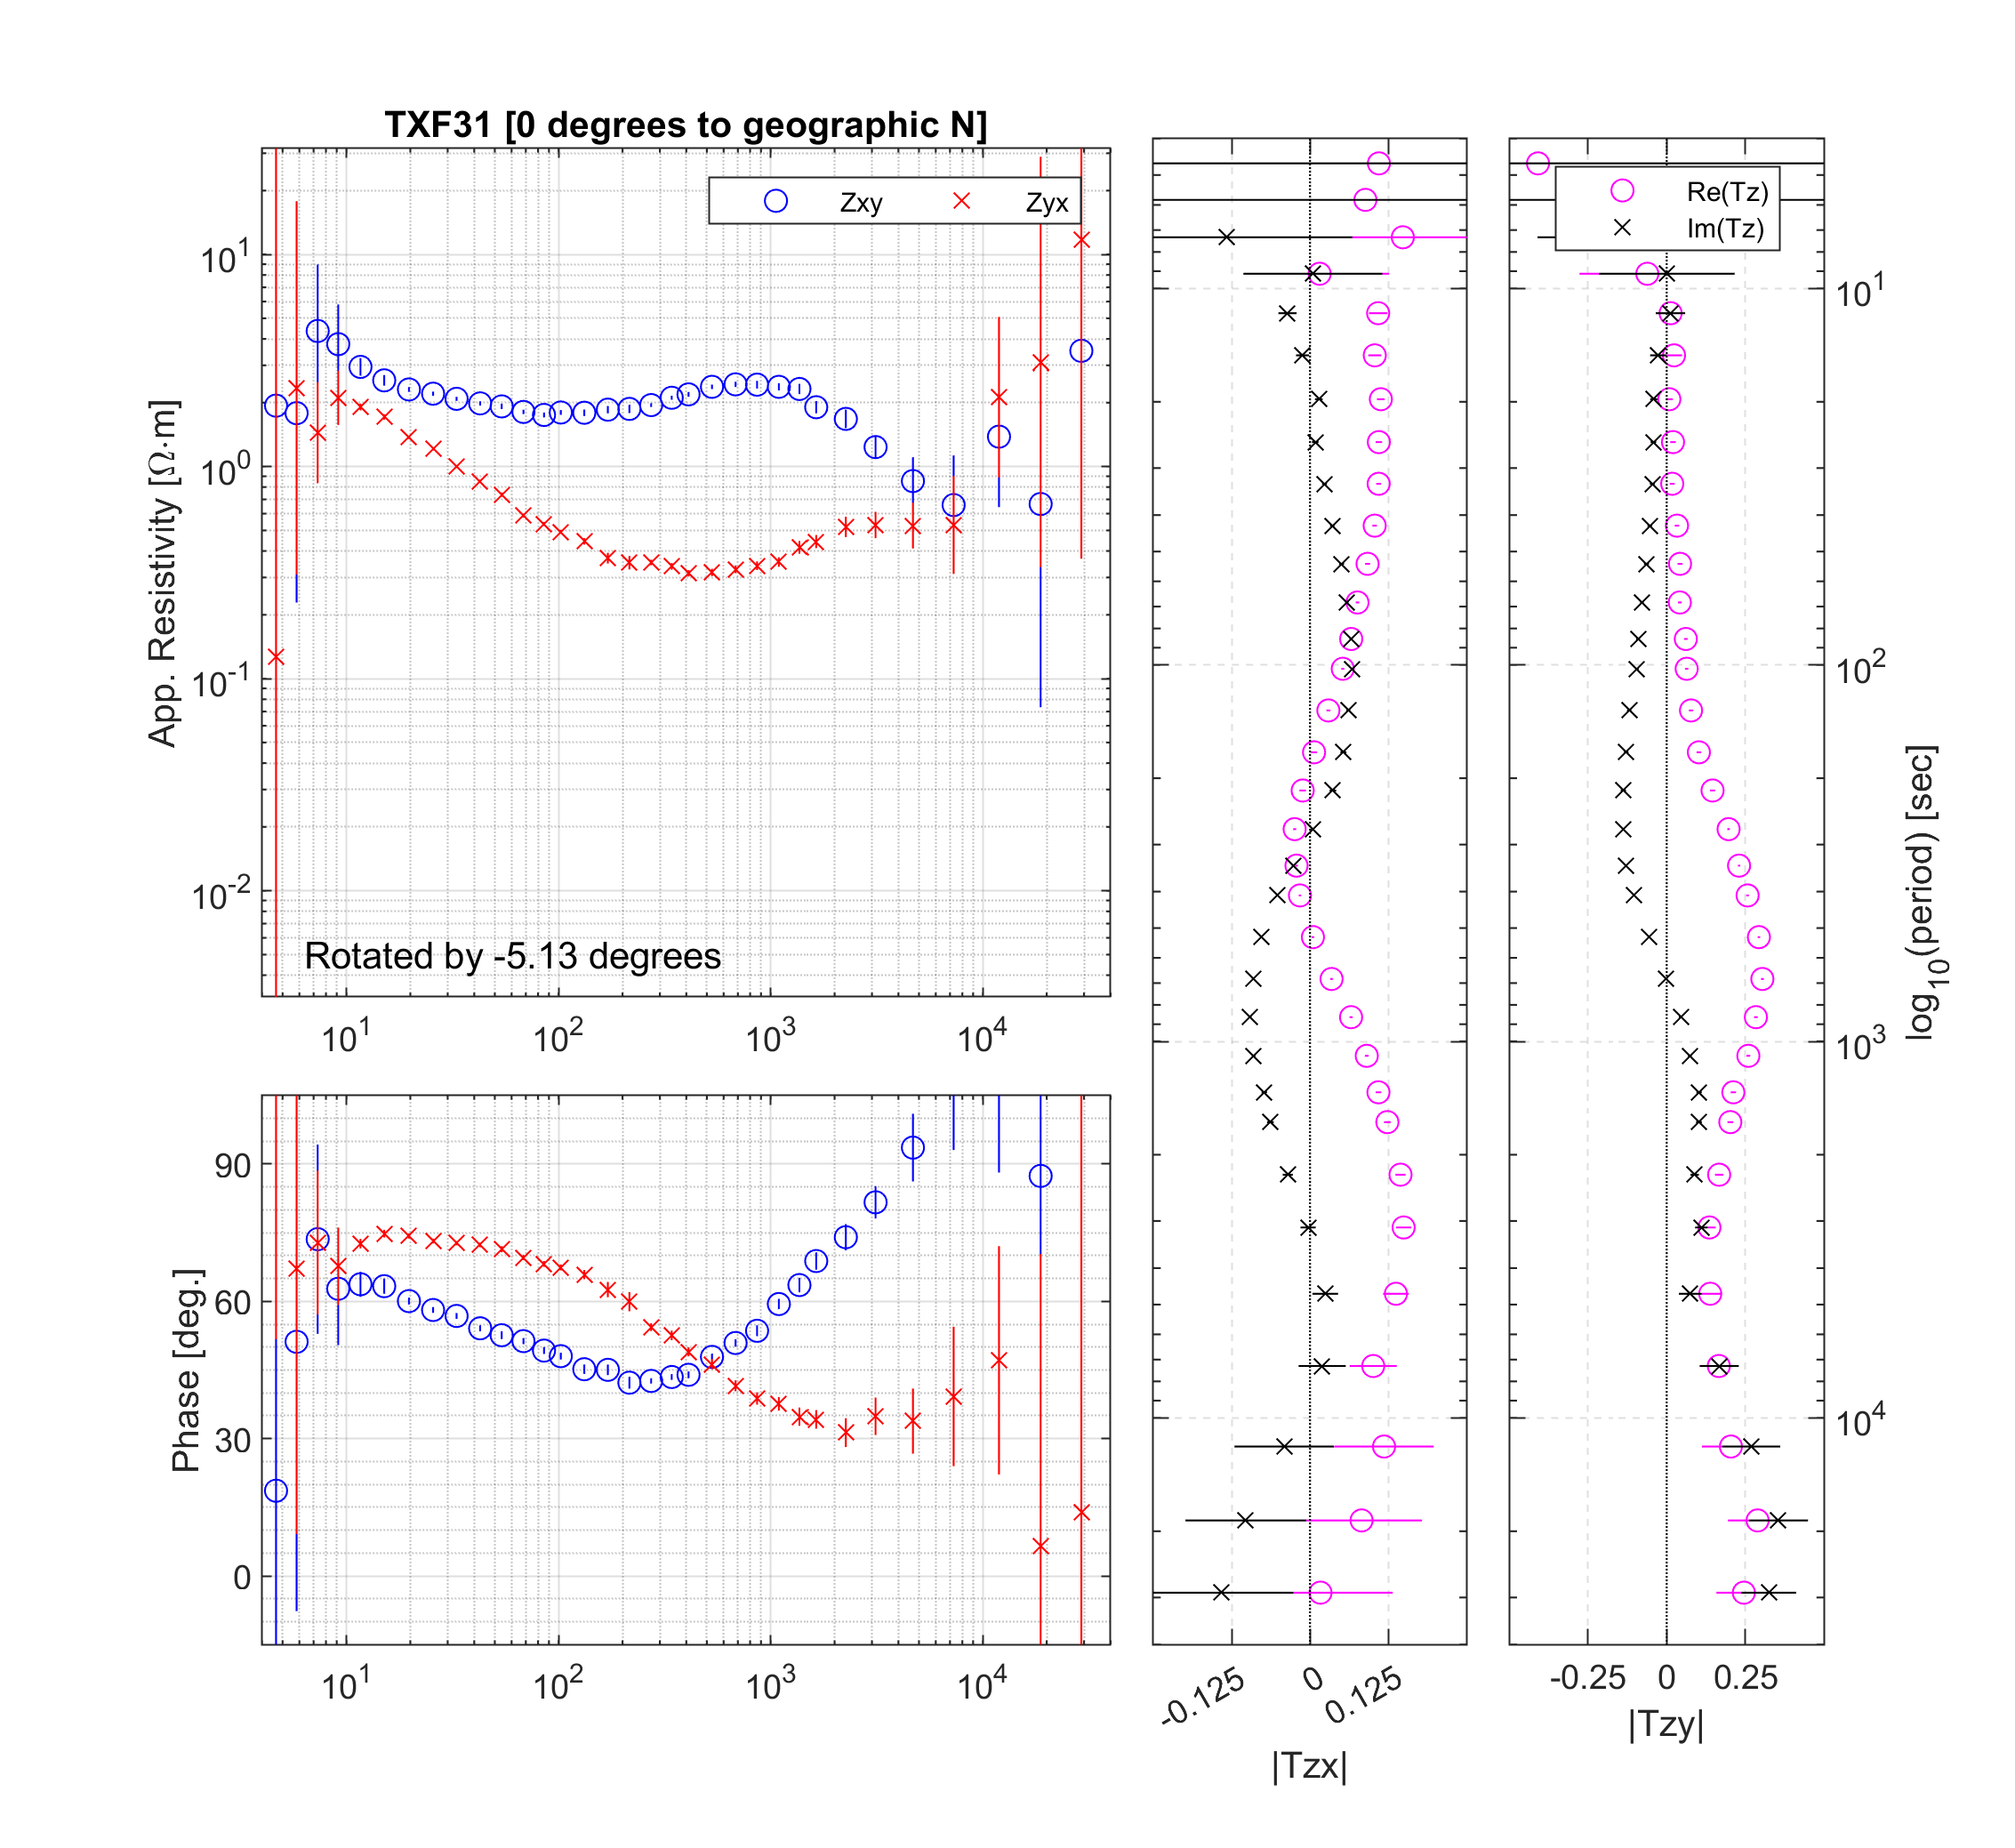 TXF31 [0 degrees to geographic N]
Zxy Zyx
App. Resistivity [Ω·m]
10^1
10^0
10^-1
10^-2
Rotated by -5.13 degrees
10^1 10^2 10^3 10^4
Phase [deg.]
90
60
30
0
10^1 10^2 10^3 10^4
-0.125 0 0.125
|Tzx|
Re(Tz)
Im(Tz)
-0.25 0 0.25
|Tzy|
10^1
10^2
10^3
10^4
log10(period) [sec]